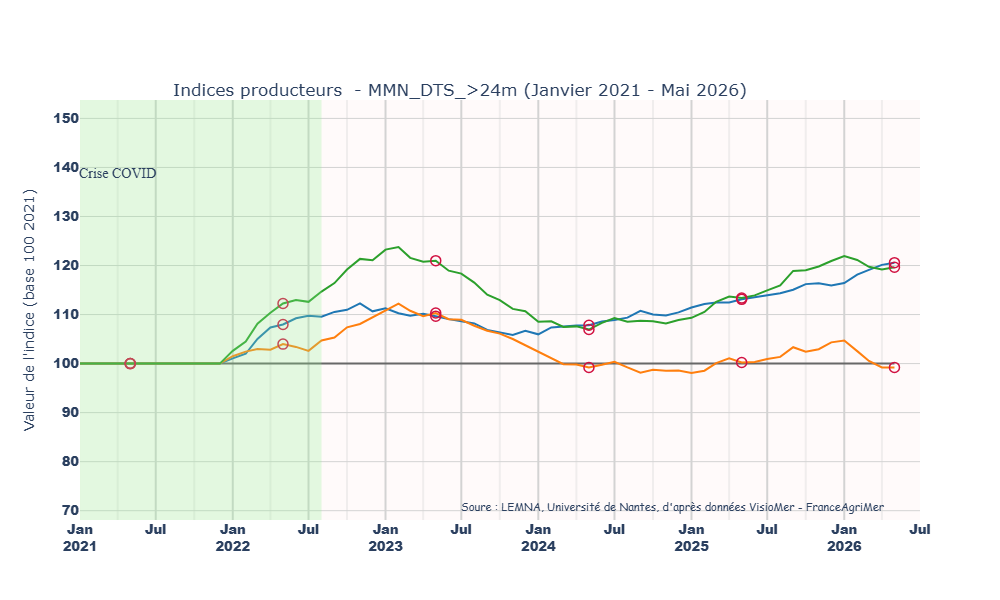 Indices producteurs - MMN_DTS_>24m (Janvier 2021 - Mai 2026)
Valeur de l'indice (base 100 2021)
150
140
130
120
110
100
90
80
70
Crise COVID
Soure : LEMNA, Université de Nantes, d'après données VisioMer - FranceAgriMer
Jan Jul Jan Jul Jan Jul Jan Jul Jan Jul Jan Jul
2021 2022 2023 2024 2025 2026